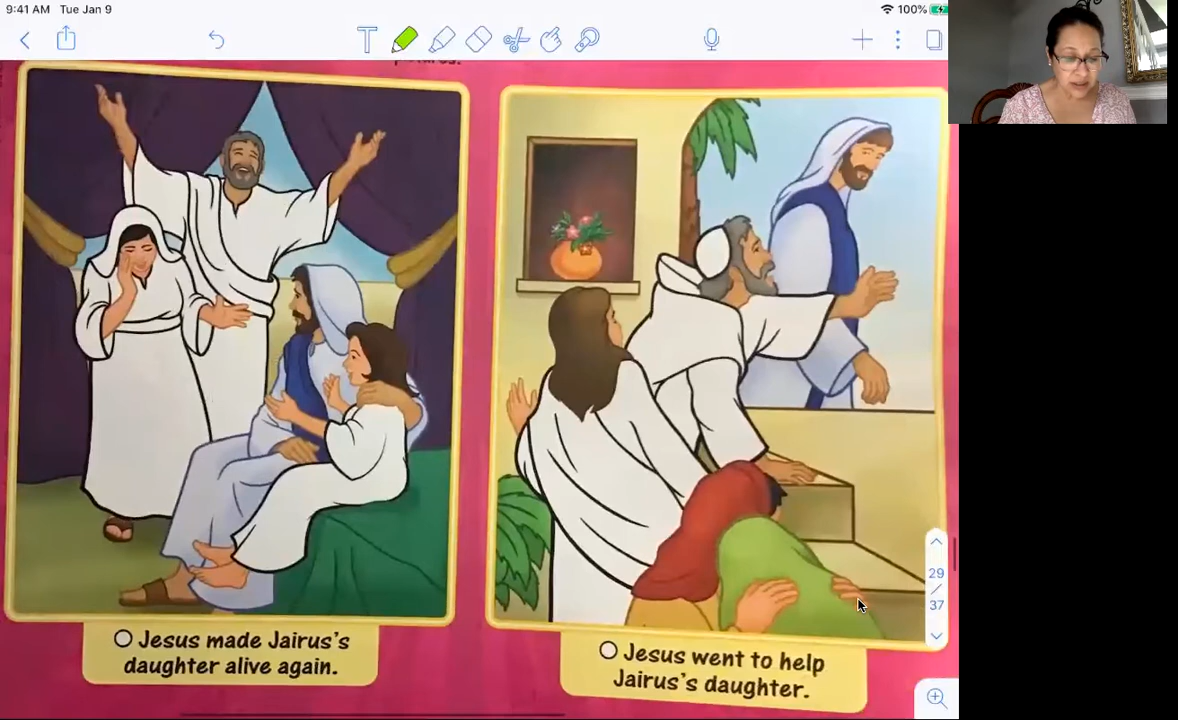 9:41 AM Tue Jan 9
100%
pictures.
29
/
37
Jesus made Jairus's
daughter alive again.
Jesus went to help
Jairus's daughter.